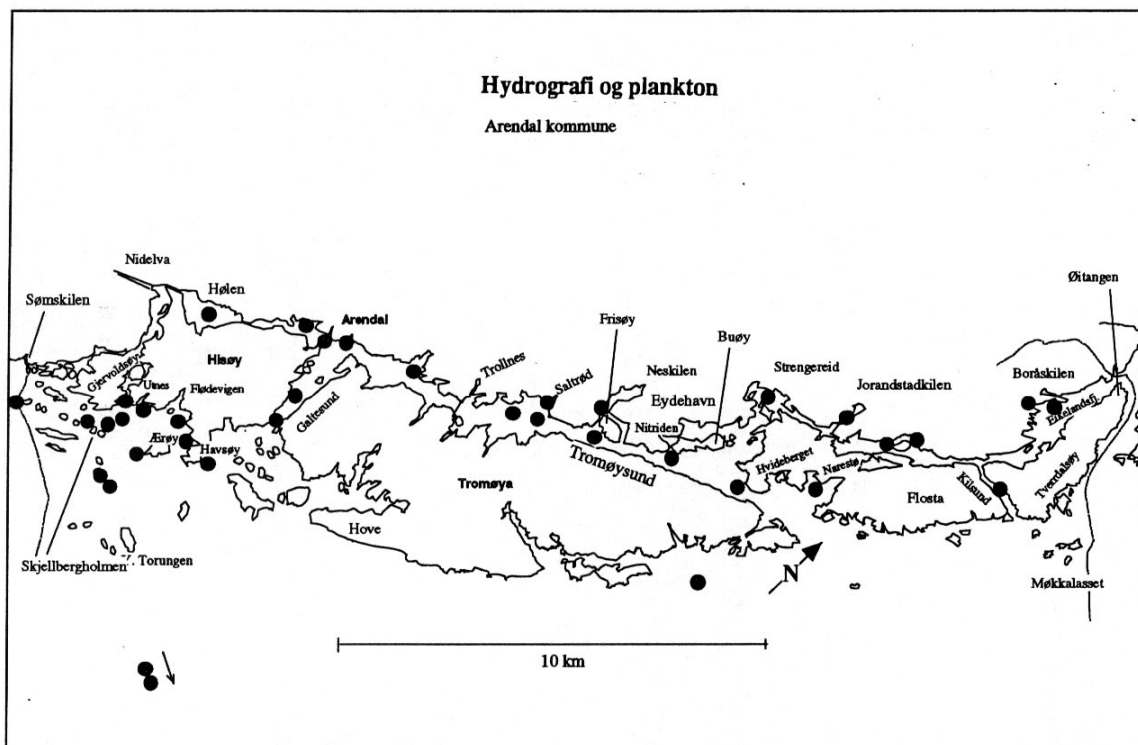 Hydrografi og plankton
Arendal kommune
Nidelva
Sømskilen
Hølen
Øitangen
Arendal
Frisøy
Buøy
Hisøy
Gjervoldsøy
Trollnes
Strengereid
Neskilen
Boråskilen
Utnes
Flødevigen
Saltrød
Eydehavn
Jorandstadkilen
Eikelandsfj
Galtesund
Nitriden
Ærøy
Havsøy
Tromøysund
Hvideberget
Narestø
Tverrdalsøy
Tromøya
Flosta
Kilsund
Hove
Torungen
Skjellbergholmen
N
Møkkalasset
10 km